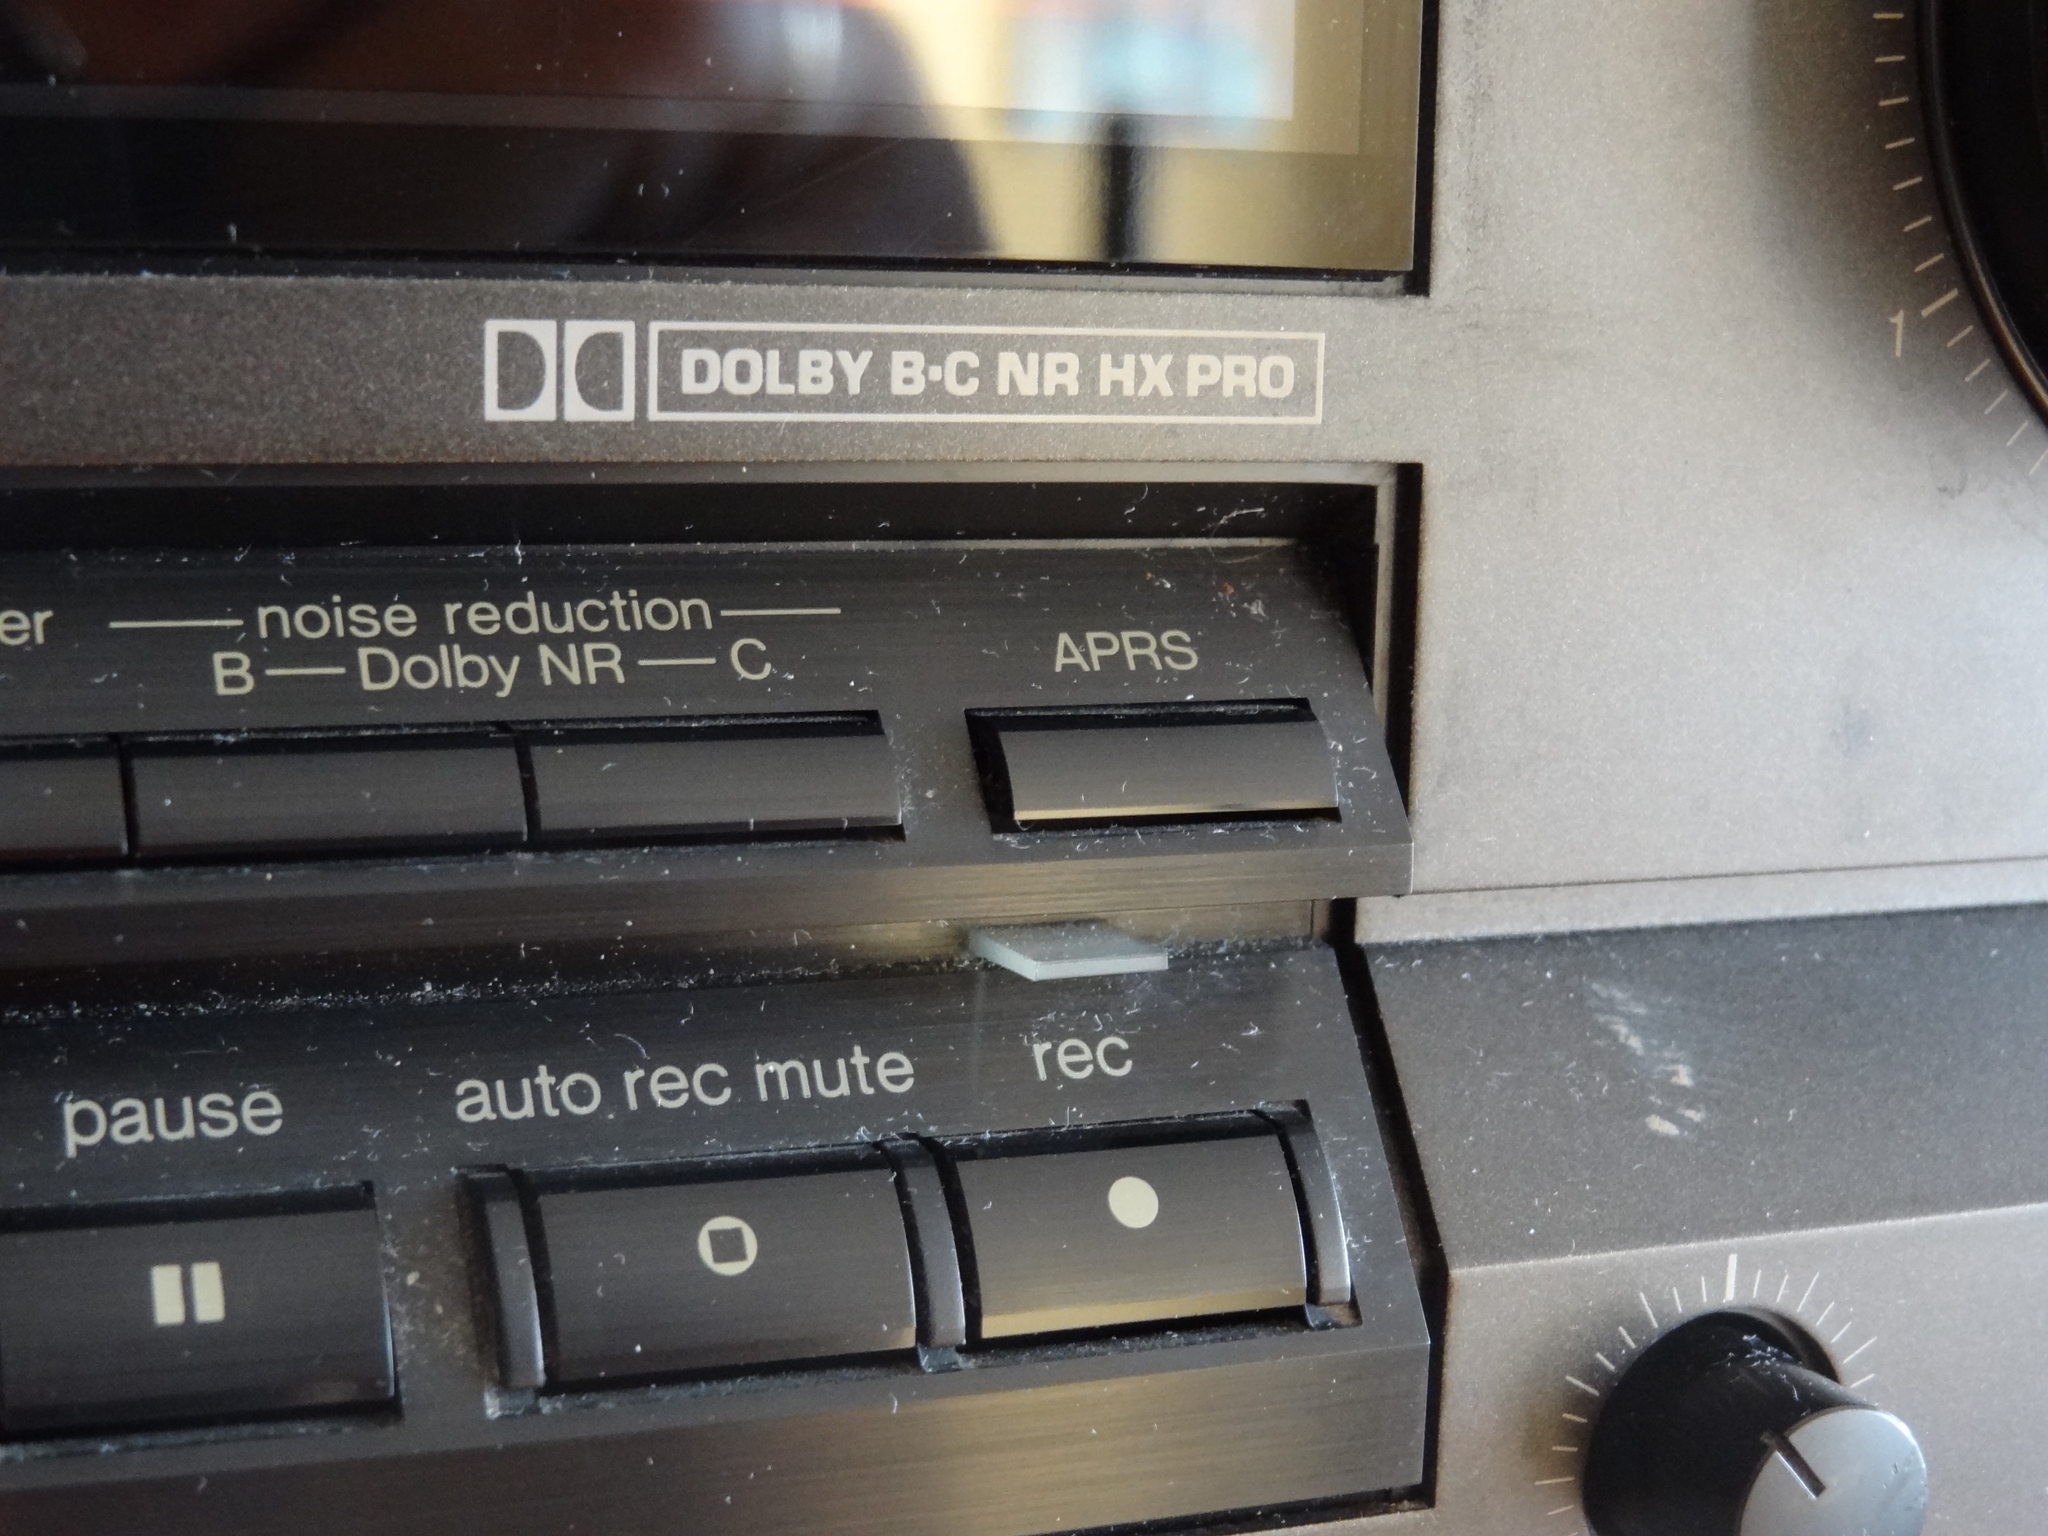 DOLBY B·C NR HX PRO
1
er noise reduction
B — Dolby NR — C
APRS
pause
auto rec mute
rec